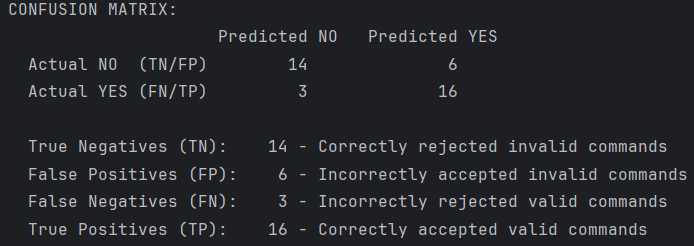 CONFUSION MATRIX:
Predicted NO Predicted YES
Actual NO (TN/FP) 14 6
Actual YES (FN/TP) 3 16
True Negatives (TN): 14 - Correctly rejected invalid commands
False Positives (FP): 6 - Incorrectly accepted invalid commands
False Negatives (FN): 3 - Incorrectly rejected valid commands
True Positives (TP): 16 - Correctly accepted valid commands